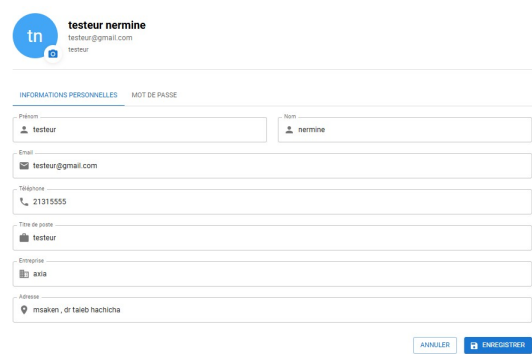 tn
testeur nermine
testeur@gmail.com
testeur
INFORMATIONS PERSONNELLES MOT DE PASSE
Prénom
testeur
Nom
nermine
Email
testeur@gmail.com
Téléphone
21315555
Titre de poste
testeur
Entreprise
axia
Adresse
msaken , dr taleb hachicha
ANNULER ENREGISTRER